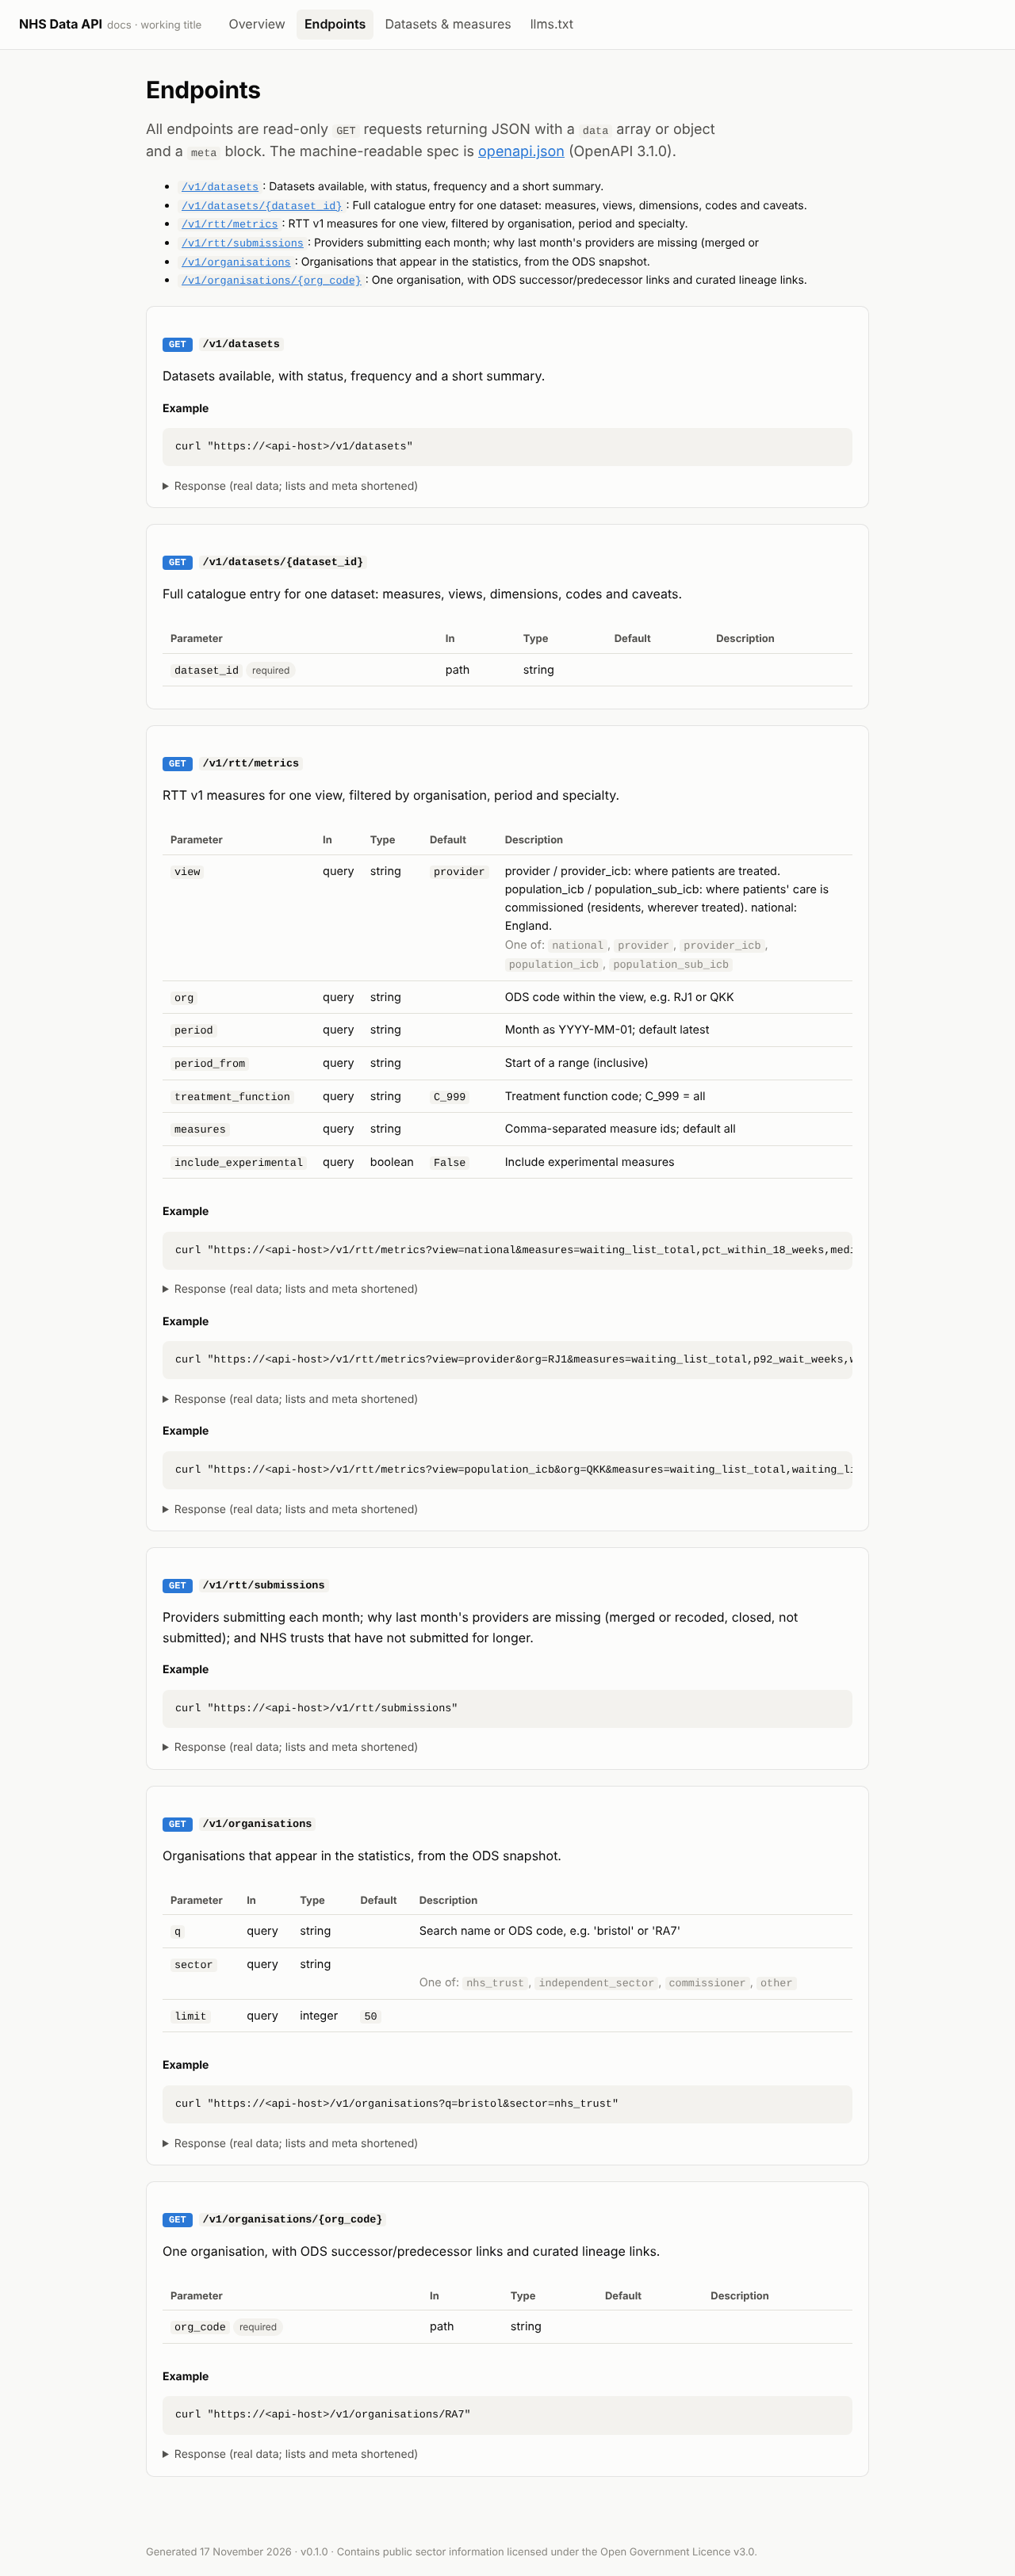 NHS Data API docs · working title Overview Endpoints Datasets & measures llms.txt
Endpoints
All endpoints are read-only GET requests returning JSON with a data array or object
and a meta block. The machine-readable spec is openapi.json (OpenAPI 3.1.0).
• /v1/datasets : Datasets available, with status, frequency and a short summary.
• /v1/datasets/{dataset_id} : Full catalogue entry for one dataset: measures, views, dimensions, codes and caveats.
• /v1/rtt/metrics : RTT v1 measures for one view, filtered by organisation, period and specialty.
• /v1/rtt/submissions : Providers submitting each month; why last month's providers are missing (merged or
• /v1/organisations : Organisations that appear in the statistics, from the ODS snapshot.
• /v1/organisations/{org_code} : One organisation, with ODS successor/predecessor links and curated lineage links.
GET /v1/datasets
Datasets available, with status, frequency and a short summary.
Example
curl "https://<api-host>/v1/datasets"
▶ Response (real data; lists and meta shortened)
GET /v1/datasets/{dataset_id}
Full catalogue entry for one dataset: measures, views, dimensions, codes and caveats.
Parameter In Type Default Description
dataset_id required path string
GET /v1/rtt/metrics
RTT v1 measures for one view, filtered by organisation, period and specialty.
Parameter In Type Default Description
view query string provider provider / provider_icb: where patients are treated.
population_icb / population_sub_icb: where patients' care is
commissioned (residents, wherever treated). national:
England.
One of: national, provider, provider_icb,
population_icb, population_sub_icb
org query string ODS code within the view, e.g. RJ1 or QKK
period query string Month as YYYY-MM-01; default latest
period_from query string Start of a range (inclusive)
treatment_function query string C_999 Treatment function code; C_999 = all
measures query string Comma-separated measure ids; default all
include_experimental query boolean False Include experimental measures
Example
curl "https://<api-host>/v1/rtt/metrics?view=national&measures=waiting_list_total,pct_within_18_weeks,medi
▶ Response (real data; lists and meta shortened)
Example
curl "https://<api-host>/v1/rtt/metrics?view=provider&org=RJ1&measures=waiting_list_total,p92_wait_weeks,w
▶ Response (real data; lists and meta shortened)
Example
curl "https://<api-host>/v1/rtt/metrics?view=population_icb&org=QKK&measures=waiting_list_total,waiting_li
▶ Response (real data; lists and meta shortened)
GET /v1/rtt/submissions
Providers submitting each month; why last month's providers are missing (merged or recoded, closed, not
submitted); and NHS trusts that have not submitted for longer.
Example
curl "https://<api-host>/v1/rtt/submissions"
▶ Response (real data; lists and meta shortened)
GET /v1/organisations
Organisations that appear in the statistics, from the ODS snapshot.
Parameter In Type Default Description
q query string Search name or ODS code, e.g. 'bristol' or 'RA7'
sector query string
One of: nhs_trust, independent_sector, commissioner, other
limit query integer 50
Example
curl "https://<api-host>/v1/organisations?q=bristol&sector=nhs_trust"
▶ Response (real data; lists and meta shortened)
GET /v1/organisations/{org_code}
One organisation, with ODS successor/predecessor links and curated lineage links.
Parameter In Type Default Description
org_code required path string
Example
curl "https://<api-host>/v1/organisations/RA7"
▶ Response (real data; lists and meta shortened)
Generated 17 November 2026 · v0.1.0 · Contains public sector information licensed under the Open Government Licence v3.0.